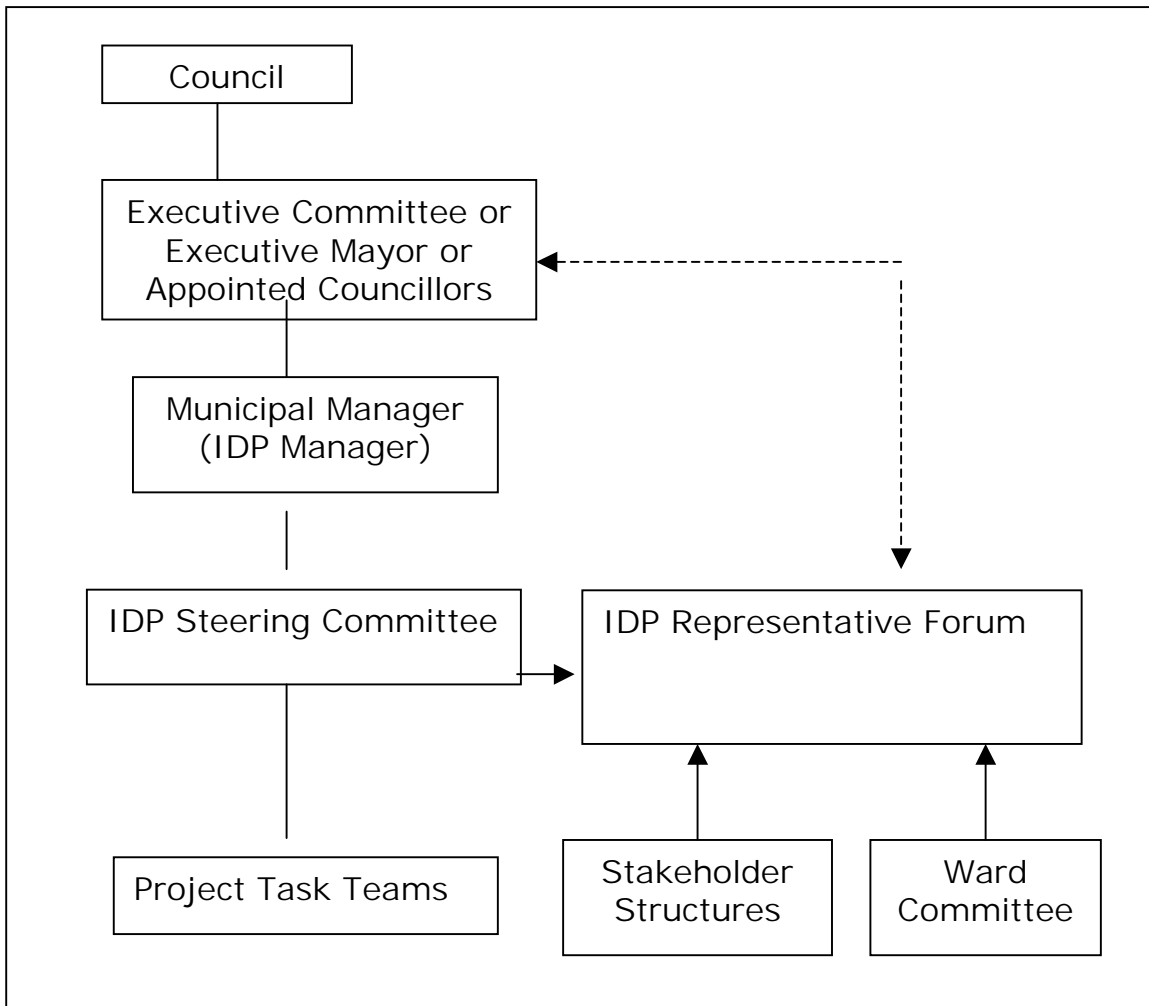 Council
Executive Committee or
Executive Mayor or
Appointed Councillors
Municipal Manager
(IDP Manager)
IDP Steering Committee
IDP Representative Forum
Project Task Teams
Stakeholder
Structures
Ward
Committee